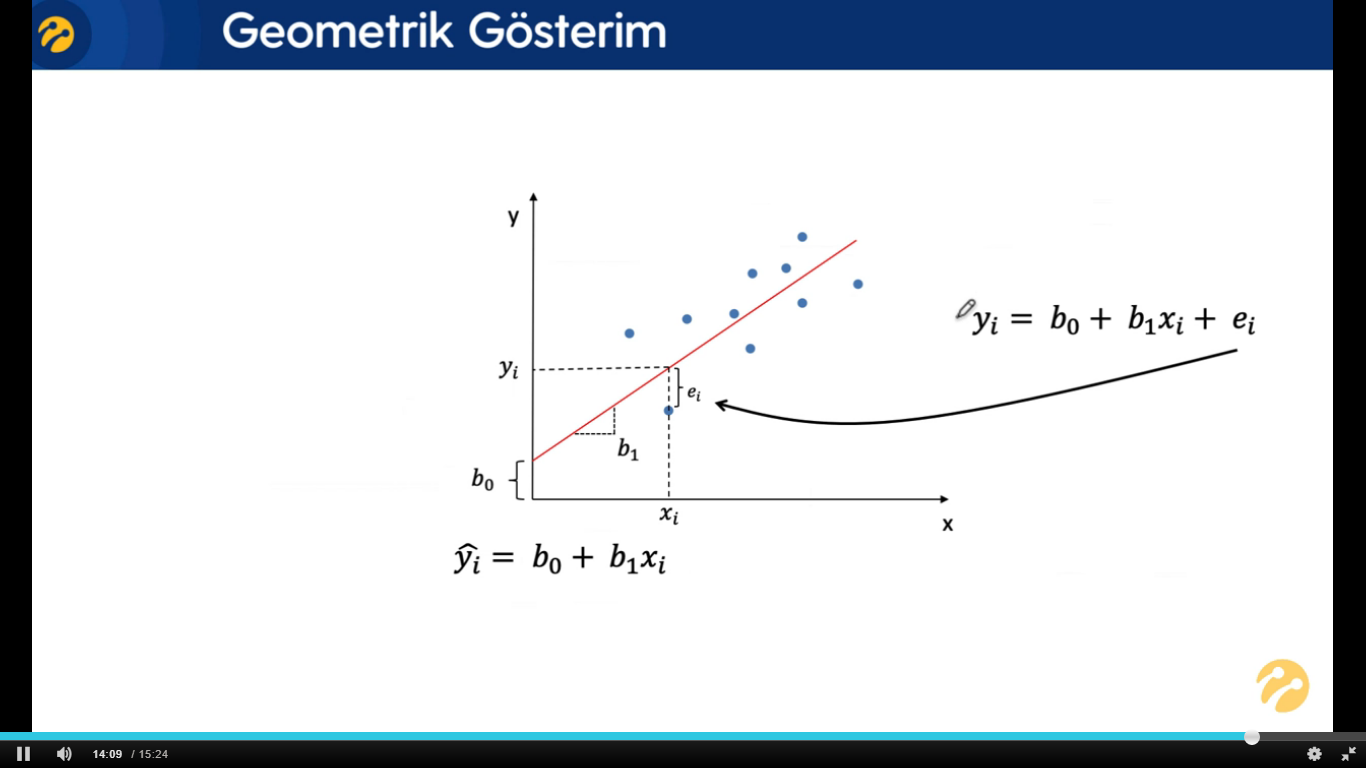 Geometrik Gösterim
y
yᵢ = b₀ + b₁xᵢ + eᵢ
yᵢ
eᵢ
b₁
b₀
xᵢ
x
ŷᵢ = b₀ + b₁xᵢ
14:09 / 15:24